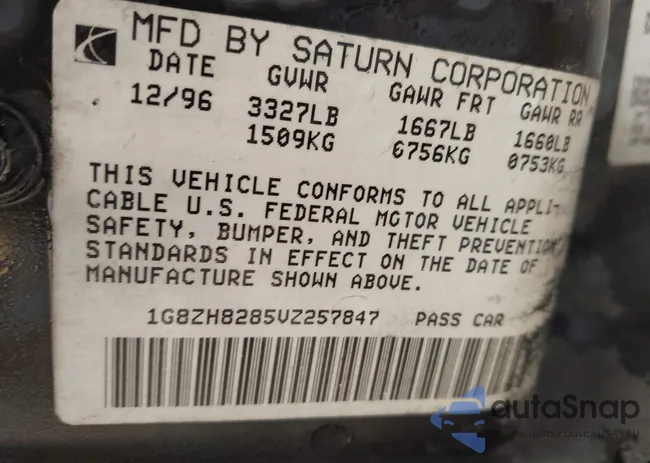 MFD BY SATURN CORPORATION
DATE GVWR GAWR FRT GAWR RR
12/96 3327LB 1667LB 1660LB
1509KG 0756KG 0753KG
THIS VEHICLE CONFORMS TO ALL APPLI-
CABLE U.S. FEDERAL MOTOR VEHICLE
SAFETY, BUMPER, AND THEFT PREVENTION
STANDARDS IN EFFECT ON THE DATE OF
MANUFACTURE SHOWN ABOVE.
1G8ZH8285VZ257847 PASS CAR
autaSnap